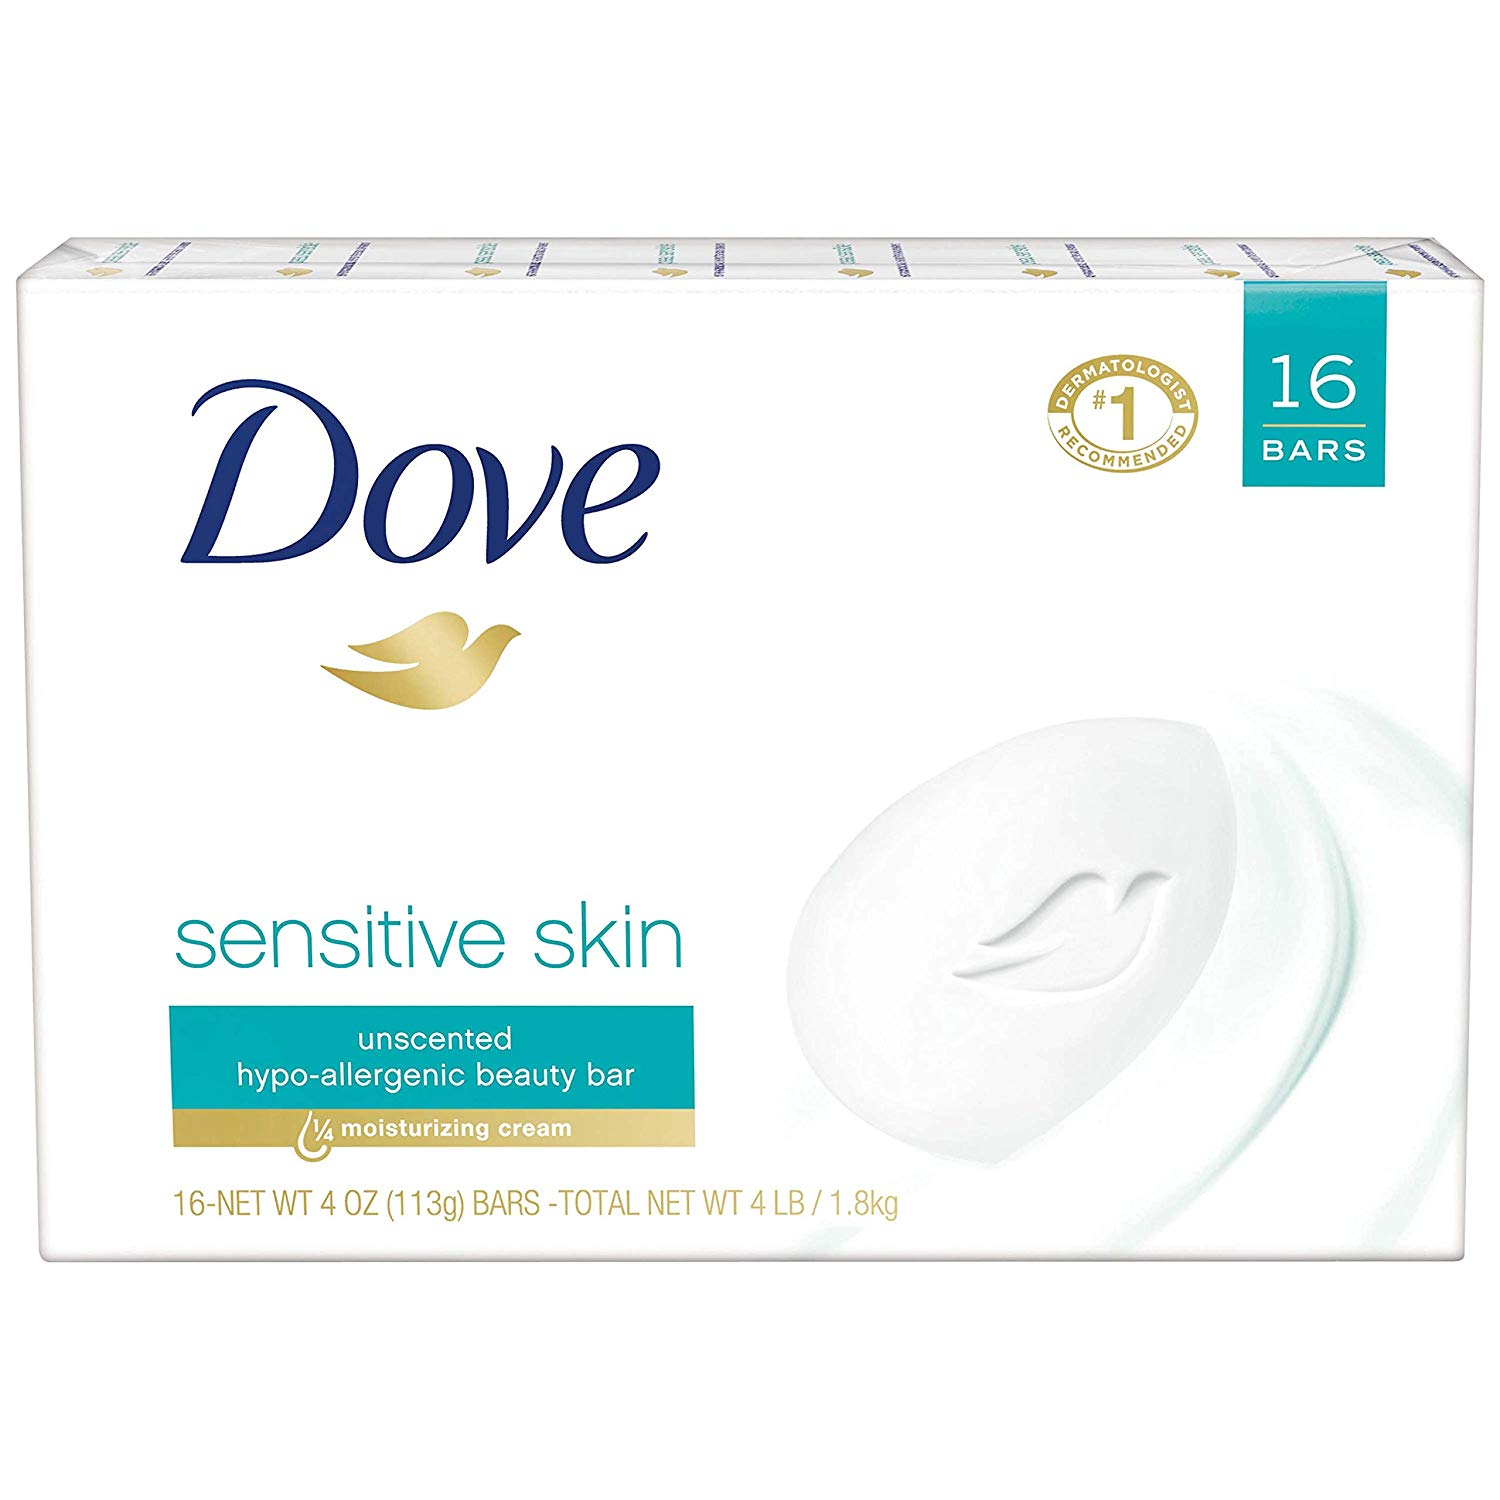 Dove
DERMATOLOGIST
#1
RECOMMENDED
16
BARS
sensitive skin
unscented
hypo-allergenic beauty bar
¼ moisturizing cream
16-NET WT 4 OZ (113g) BARS -TOTAL NET WT 4 LB / 1.8kg